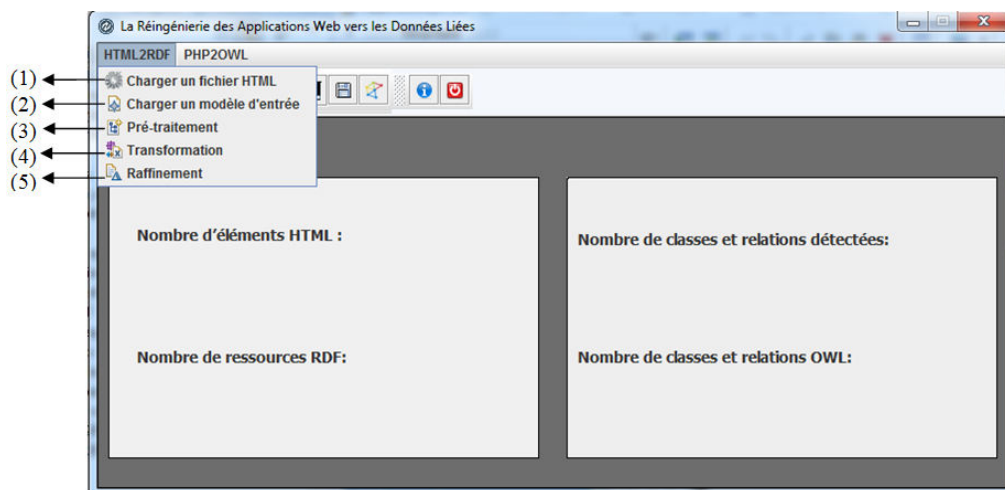 La Réingénierie des Applications Web vers les Données Liées
HTML2RDF PHP2OWL
(1) Charger un fichier HTML
(2) Charger un modèle d'entrée
(3) Pré-traitement
(4) Transformation
(5) Raffinement
Nombre d'éléments HTML :
Nombre de classes et relations détectées:
Nombre de ressources RDF:
Nombre de classes et relations OWL: